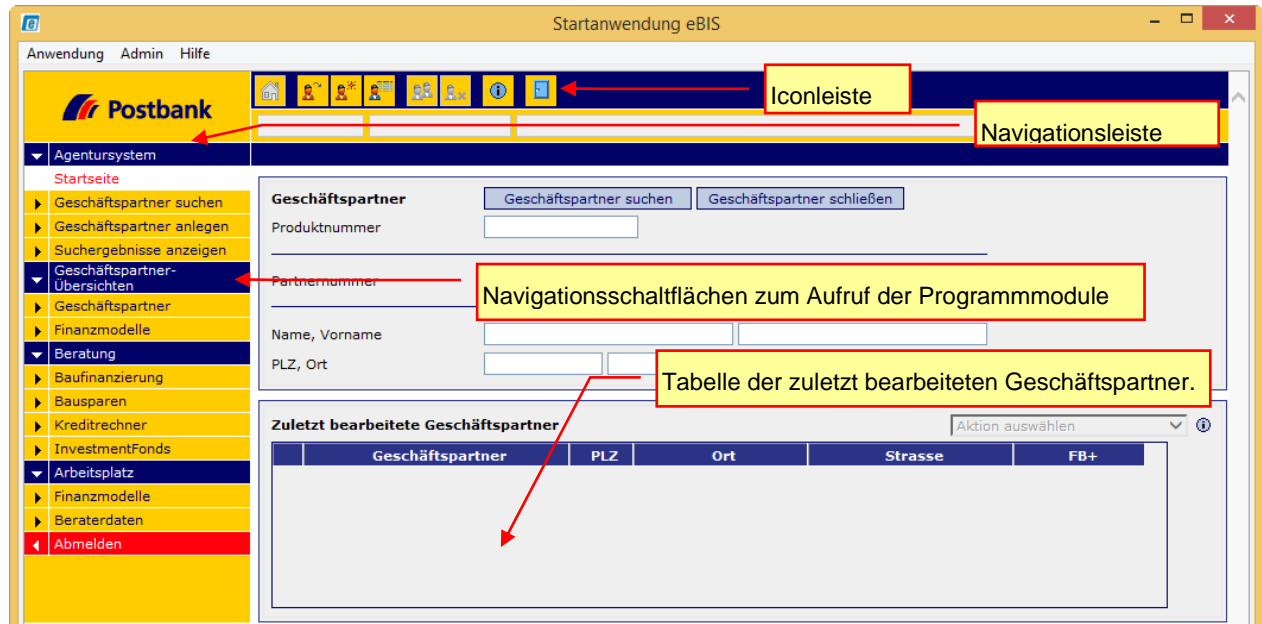 Startanwendung eBIS
Anwendung Admin Hilfe
Postbank
Iconleiste
Navigationsleiste
Agentursystem
Startseite
Geschäftspartner suchen
Geschäftspartner anlegen
Suchergebnisse anzeigen
Geschäftspartner-
Übersichten
Geschäftspartner
Finanzmodelle
Beratung
Baufinanzierung
Bausparen
Kreditrechner
InvestmentFonds
Arbeitsplatz
Finanzmodelle
Beraterdaten
Abmelden
Geschäftspartner Geschäftspartner suchen Geschäftspartner schließen
Produktnummer
Partnernummer
Navigationsschaltflächen zum Aufruf der Programmmodule
Name, Vorname
PLZ, Ort
Tabelle der zuletzt bearbeiteten Geschäftspartner.
Zuletzt bearbeitete Geschäftspartner Aktion auswählen
Geschäftspartner PLZ Ort Strasse FB+